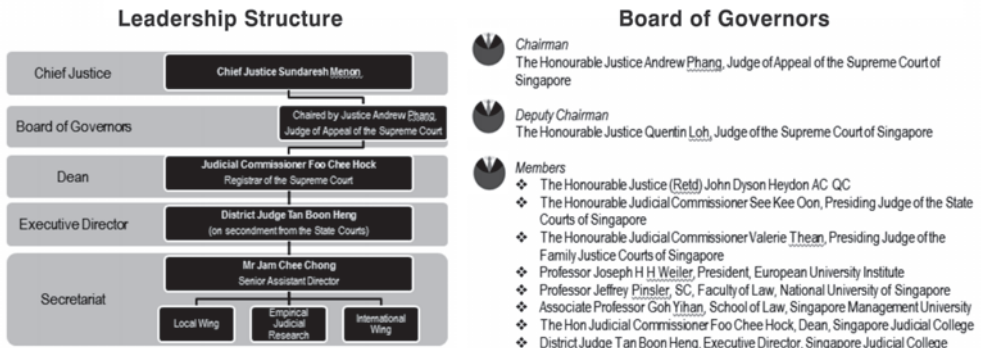 Leadership Structure
Chief Justice
Chief Justice Sundaresh Menon
Board of Governors
Chaired by Justice Andrew Phang,
Judge of Appeal of the Supreme Court
Dean
Judicial Commissioner Foo Chee Hock
Registrar of the Supreme Court
Executive Director
District Judge Tan Boon Heng
(on secondment from the State Courts)
Secretariat
Mr Jam Chee Chong
Senior Assistant Director
Local Wing
Empirical
Judicial
Research
International
Wing
Board of Governors
Chairman
The Honourable Justice Andrew Phang, Judge of Appeal of the Supreme Court of
Singapore
Deputy Chairman
The Honourable Justice Quentin Loh, Judge of the Supreme Court of Singapore
Members
❖ The Honourable Justice (Retd) John Dyson Heydon AC QC
❖ The Honourable Judicial Commissioner See Kee Oon, Presiding Judge of the State
Courts of Singapore
❖ The Honourable Judicial Commissioner Valerie Thean, Presiding Judge of the
Family Justice Courts of Singapore
❖ Professor Joseph H H Weiler, President, European University Institute
❖ Professor Jeffrey Pinsler, SC, Faculty of Law, National University of Singapore
❖ Associate Professor Goh Yihan, School of Law, Singapore Management University
❖ The Hon Judicial Commissioner Foo Chee Hock, Dean, Singapore Judicial College
❖ District Judge Tan Boon Heng, Executive Director, Singapore Judicial College